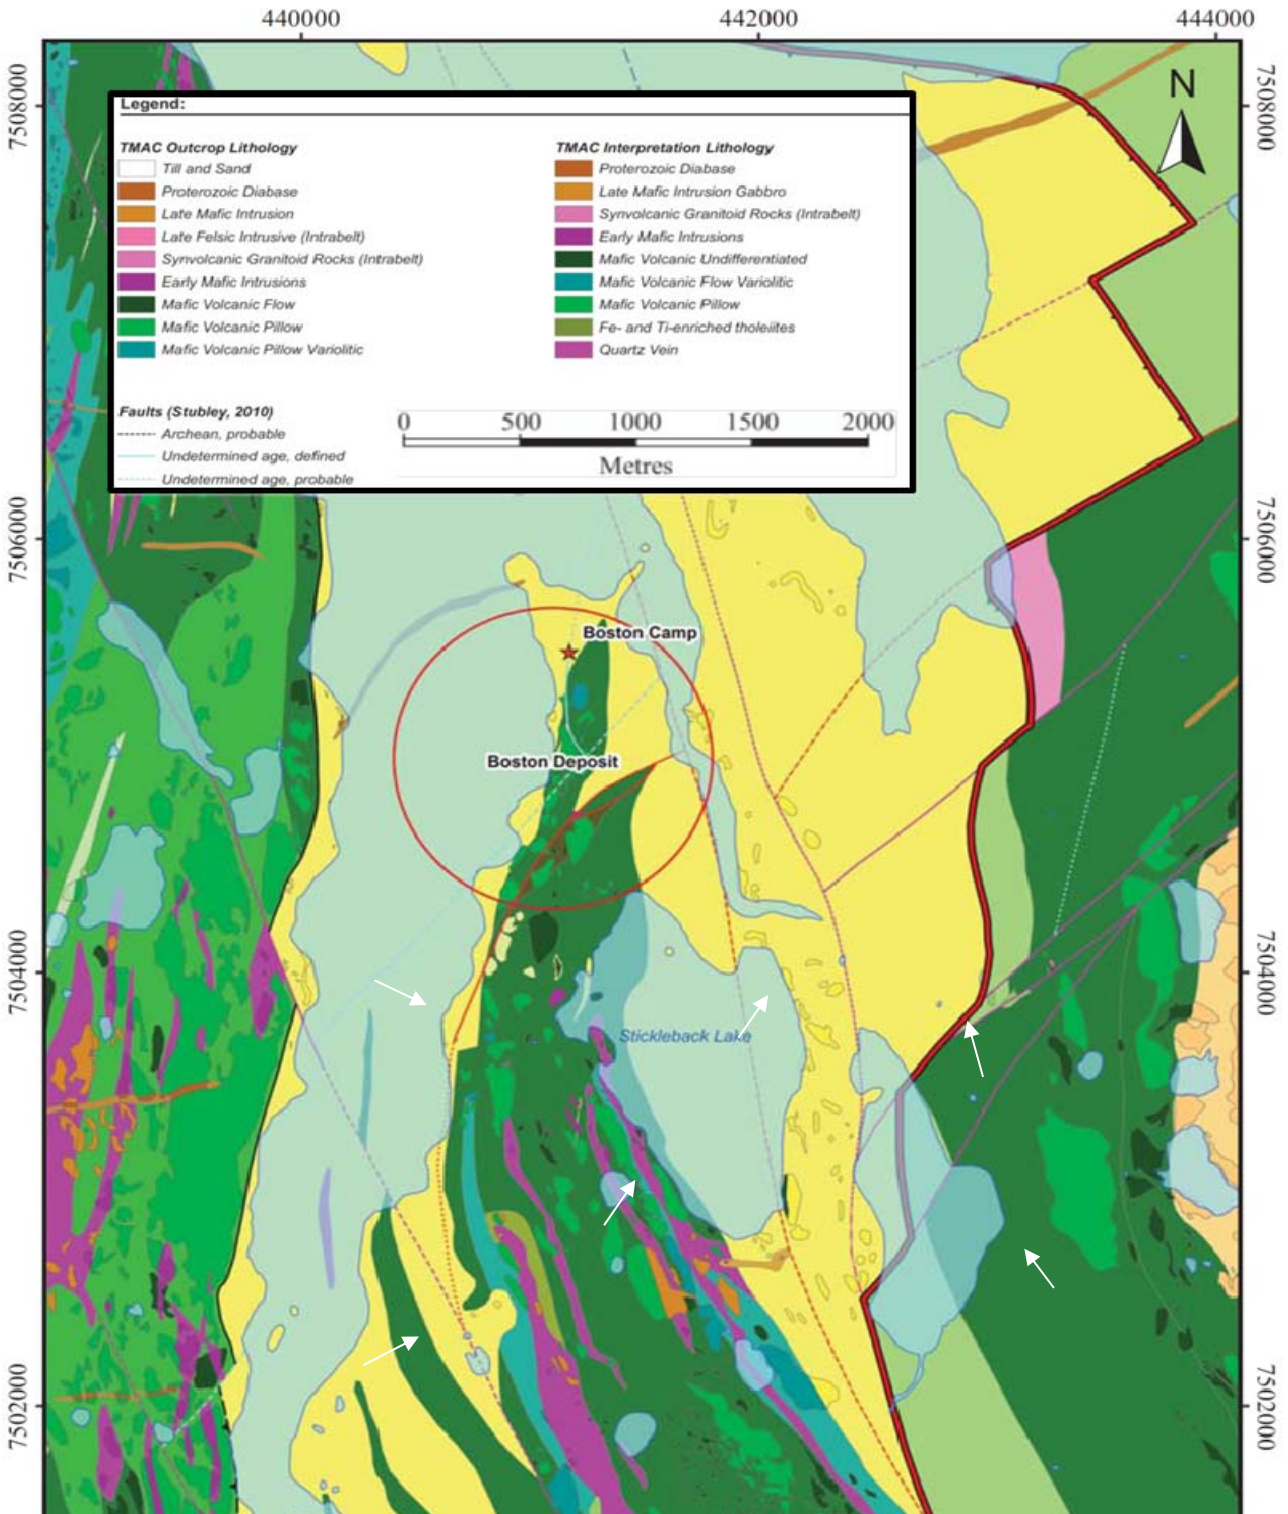 440000 442000 444000
7508000
7508000
N
Legend:
TMAC Outcrop Lithology
Till and Sand
Proterozoic Diabase
Late Mafic Intrusion
Late Felsic Intrusive (Intrabelt)
Synvolcanic Granitoid Rocks (Intrabelt)
Early Mafic Intrusions
Mafic Volcanic Flow
Mafic Volcanic Pillow
Mafic Volcanic Pillow Variolitic
TMAC Interpretation Lithology
Proterozoic Diabase
Late Mafic Intrusion Gabbro
Synvolcanic Granitoid Rocks (Intrabelt)
Early Mafic Intrusions
Mafic Volcanic Undifferentiated
Mafic Volcanic Flow Variolitic
Mafic Volcanic Pillow
Fe- and Ti-enriched tholeiites
Quartz Vein
Faults (Stubley, 2010)
Archean, probable
Undetermined age, defined
Undetermined age, probable
0 500 1000 1500 2000
Metres
7506000
7506000
Boston Camp
Boston Deposit
7504000
7504000
Stickleback Lake
7502000
7502000